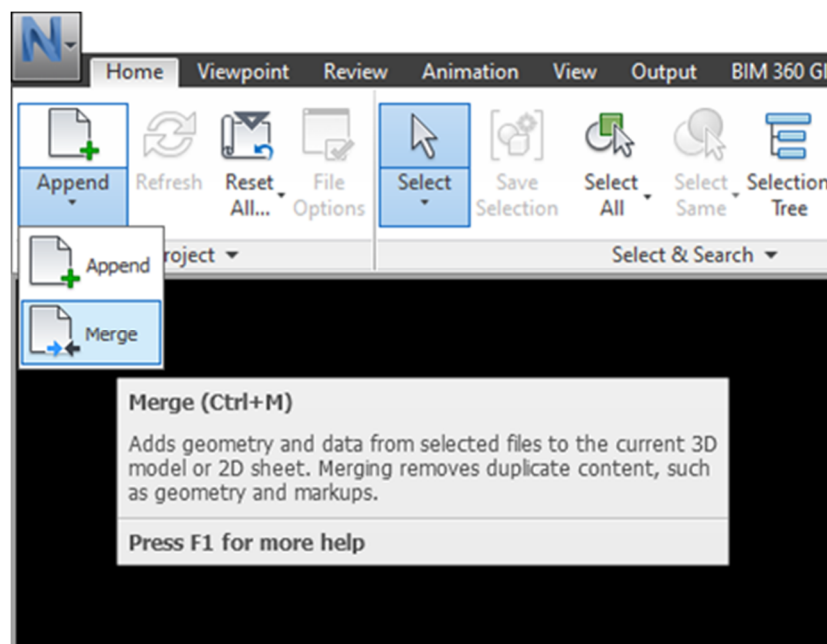 N
Home Viewpoint Review Animation View Output BIM 360 Gl
Append Refresh Reset File Select Save Select Select Selection
All... Options Selection All Same Tree
roject Select & Search
Append
Merge
Merge (Ctrl+M)
Adds geometry and data from selected files to the current 3D
model or 2D sheet. Merging removes duplicate content, such
as geometry and markups.
Press F1 for more help